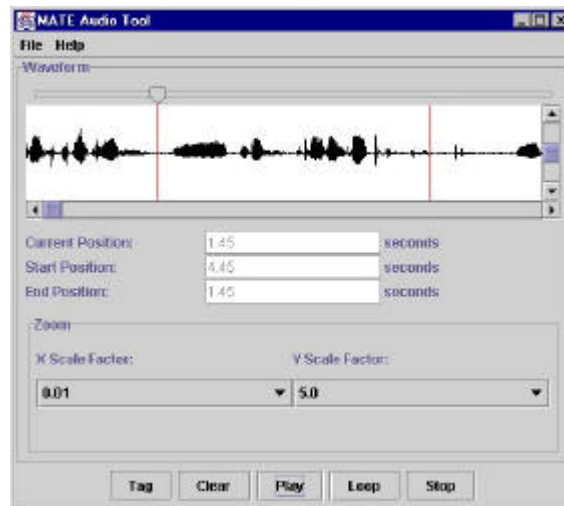 MATE Audio Tool
File Help
Waveform
Current Position: 1.45 seconds
Start Position: 4.45 seconds
End Position: 1.45 seconds
Zoom
X Scale Factor: Y Scale Factor:
0.01 5.0
Tag Clear Play Loop Stop